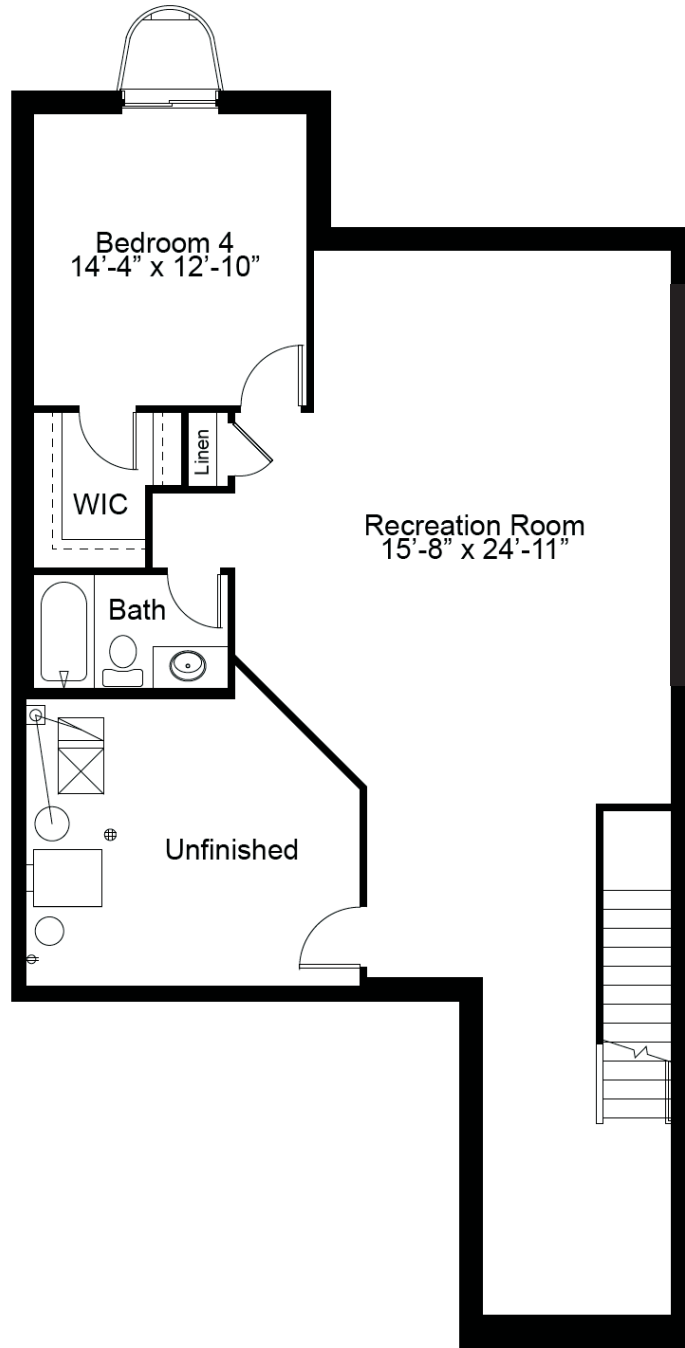 Bedroom 4
14’-4” x 12’-10”
Linen
WIC
Recreation Room
15’-8” x 24’-11”
Bath
Unfinished